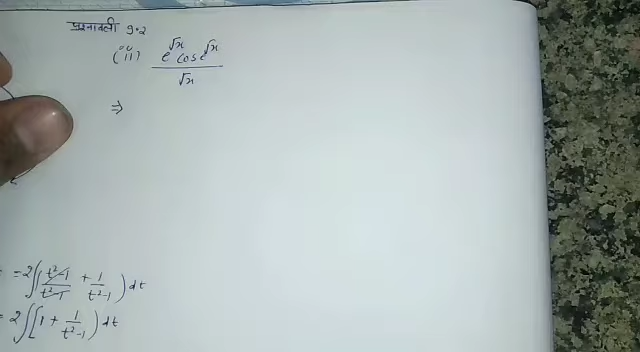 प्रश्नावली 9.2
(ii) e^√x cos e^√x / √x
⇒
= 2∫(t²-1/t²-1 + 1/t²-1) dt
= 2∫[1 + 1/t²-1) dt